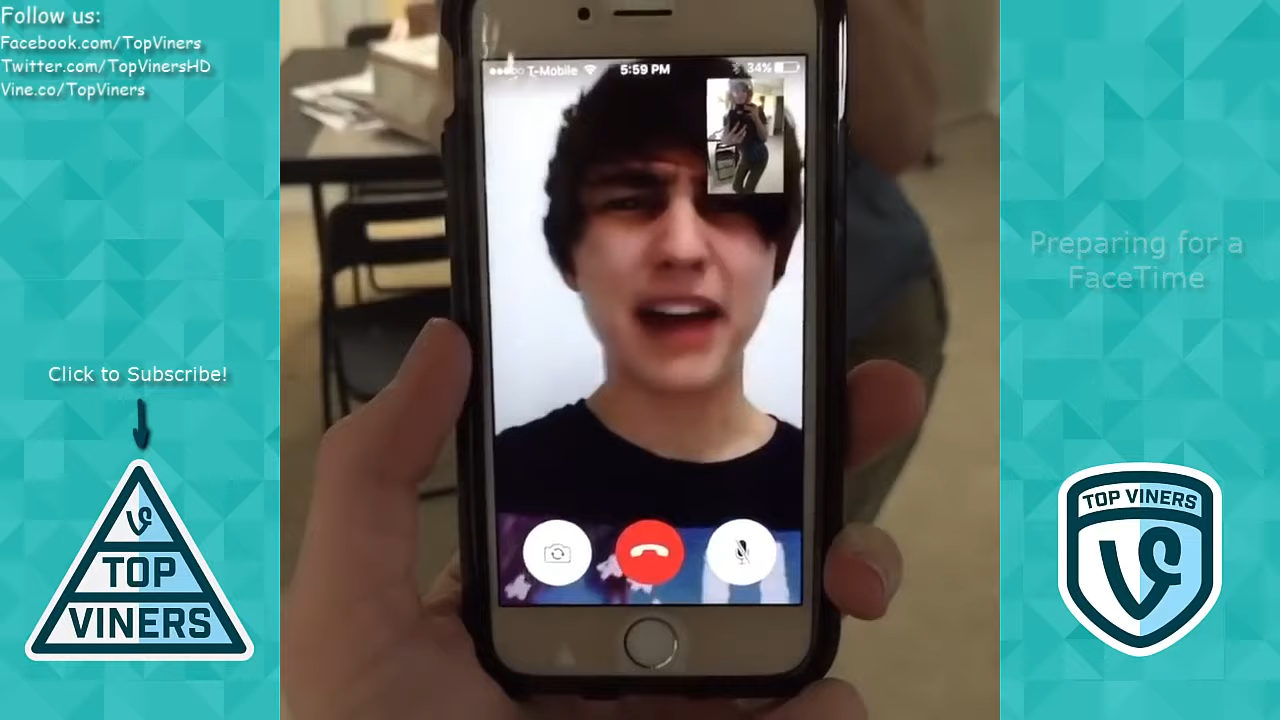 Follow us:
Facebook.com/TopViners
Twitter.com/TopVinersHD
Vine.co/TopViners
T-Mobile
5:59 PM
34%
Preparing for a
FaceTime
Click to Subscribe!
TOP
VINERS
TOP VINERS